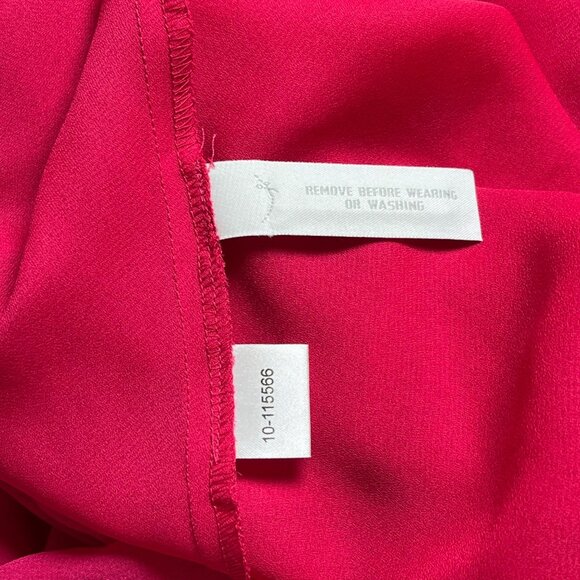 REMOVE BEFORE WEARING
OR WASHING
10-115566